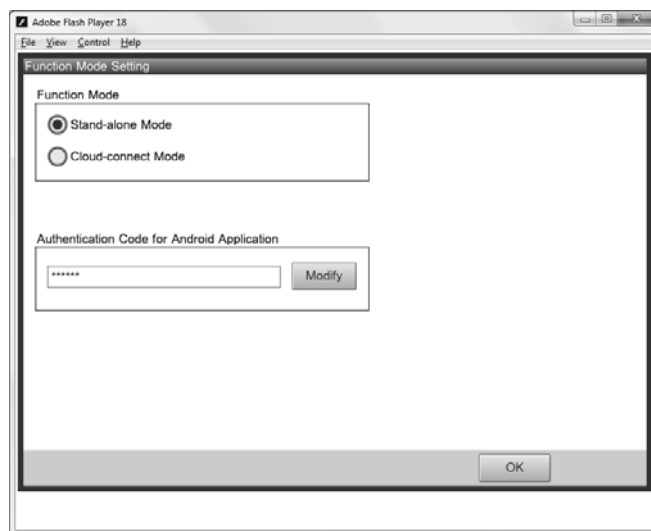 Adobe Flash Player 18
File View Control Help
Function Mode Setting
Function Mode
Stand-alone Mode
Cloud-connect Mode
Authentication Code for Android Application
****** Modify
OK